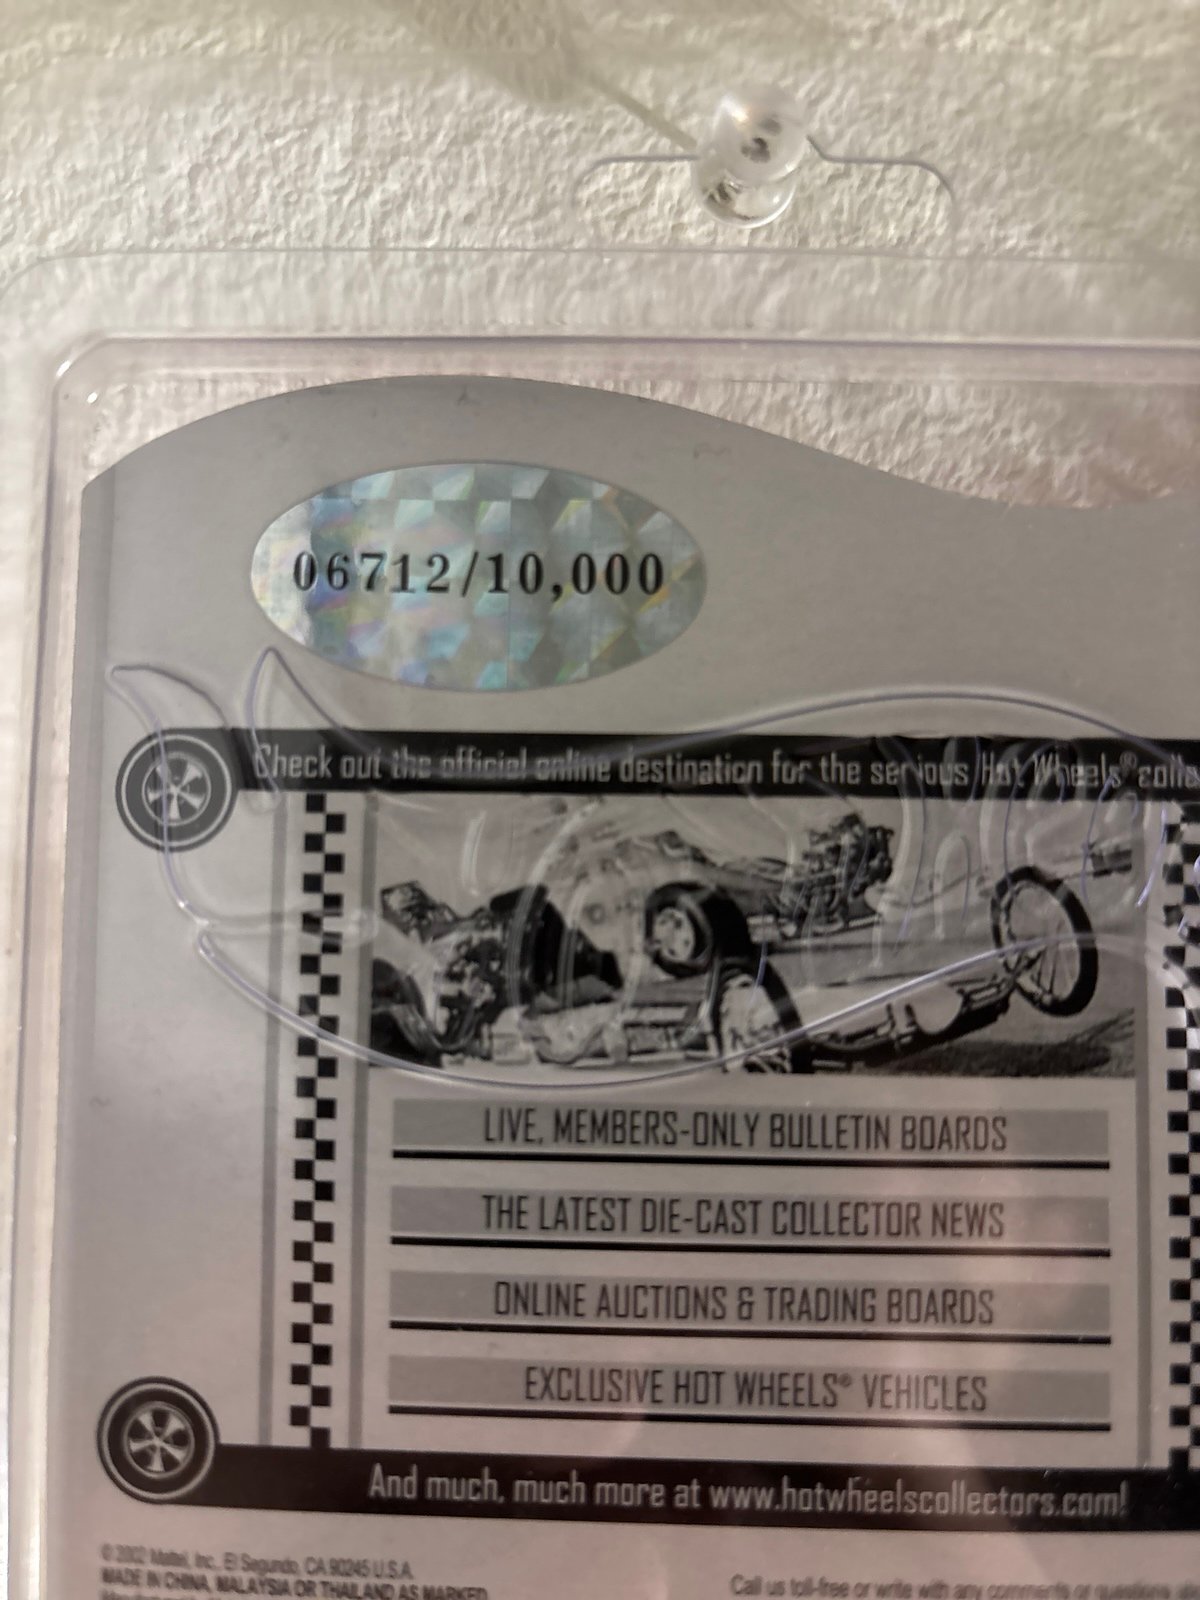 06712/10,000
Check out the official online destination for the serious Hot Wheels® colle
LIVE, MEMBERS-ONLY BULLETIN BOARDS
THE LATEST DIE-CAST COLLECTOR NEWS
ONLINE AUCTIONS & TRADING BOARDS
EXCLUSIVE HOT WHEELS® VEHICLES
And much, much more at www.hotwheelscollectors.com!
© 2002 Mattel, Inc., El Segundo, CA 90245 U.S.A.
MADE IN CHINA, MALAYSIA OR THAILAND AS MARKED.
Call us toll-free or write with any comments or questions